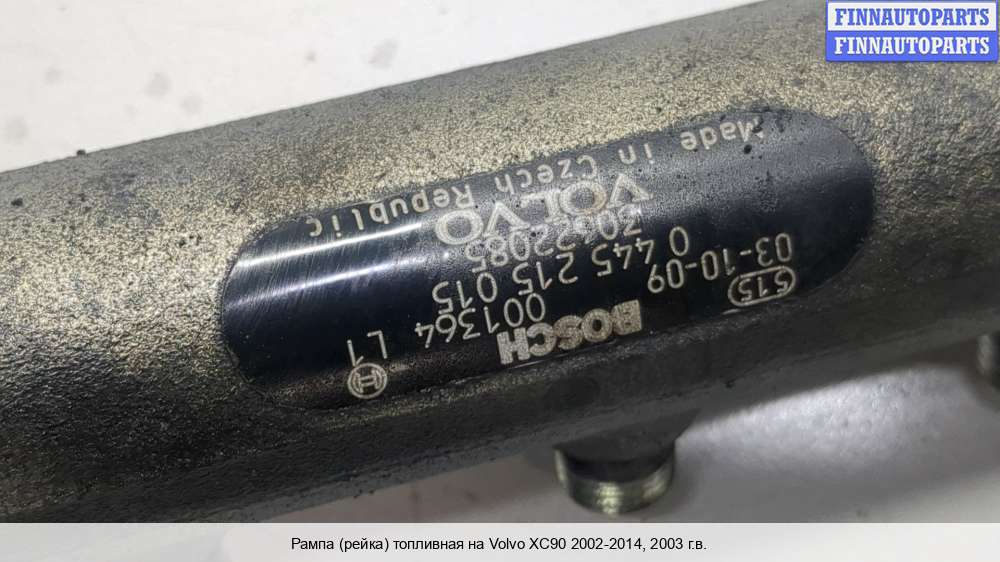 FINNAUTOPARTS
FINNAUTOPARTS
BOSCH
S15
03-10-09 001364 L1
0 445 215 015
30622085
VOLVO
Made in Czech Republic
Рампа (рейка) топливная на Volvo XC90 2002-2014, 2003 г.в.